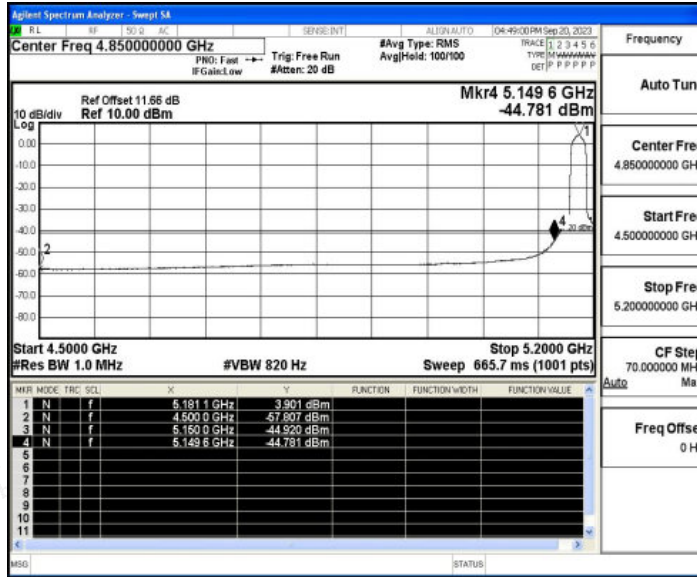 Agilent Spectrum Analyzer - Swept SA
RL RF 50 Ω AC SENSE:INT ALIGN AUTO 04:49:00 PM Sep 20, 2023
Center Freq 4.850000000 GHz
PNO: Fast
IFGain:Low
Trig: Free Run
#Atten: 20 dB
#Avg Type: RMS
Avg|Hold: 100/100
TRACE 1 2 3 4 5 6
TYPE
DET P P P P P P
Frequency
Mkr4 5.149 6 GHz
-44.781 dBm
Ref Offset 11.66 dB
10 dB/div Ref 10.00 dBm
Log
0.00
-10.0
-20.0
-30.0
-40.0
-50.0
-60.0
-70.0
-80.0
1
2
4
Start 4.5000 GHz Stop 5.2000 GHz
#Res BW 1.0 MHz #VBW 820 Hz Sweep 665.7 ms (1001 pts)
MKR MODE TRC SCL X Y FUNCTION FUNCTION WIDTH FUNCTION VALUE
1 N f 5.181 1 GHz 3.901 dBm
2 N f 4.500 0 GHz -57.807 dBm
3 N f 5.150 0 GHz -44.920 dBm
4 N f 5.149 6 GHz -44.781 dBm
5
6
7
8
9
10
11
MSG STATUS
Auto Tun
Center Fre
4.850000000 GH
Start Fre
4.500000000 GH
Stop Fre
5.200000000 GH
CF Step
70.000000 MH
Auto Ma
Freq Offse
0 H